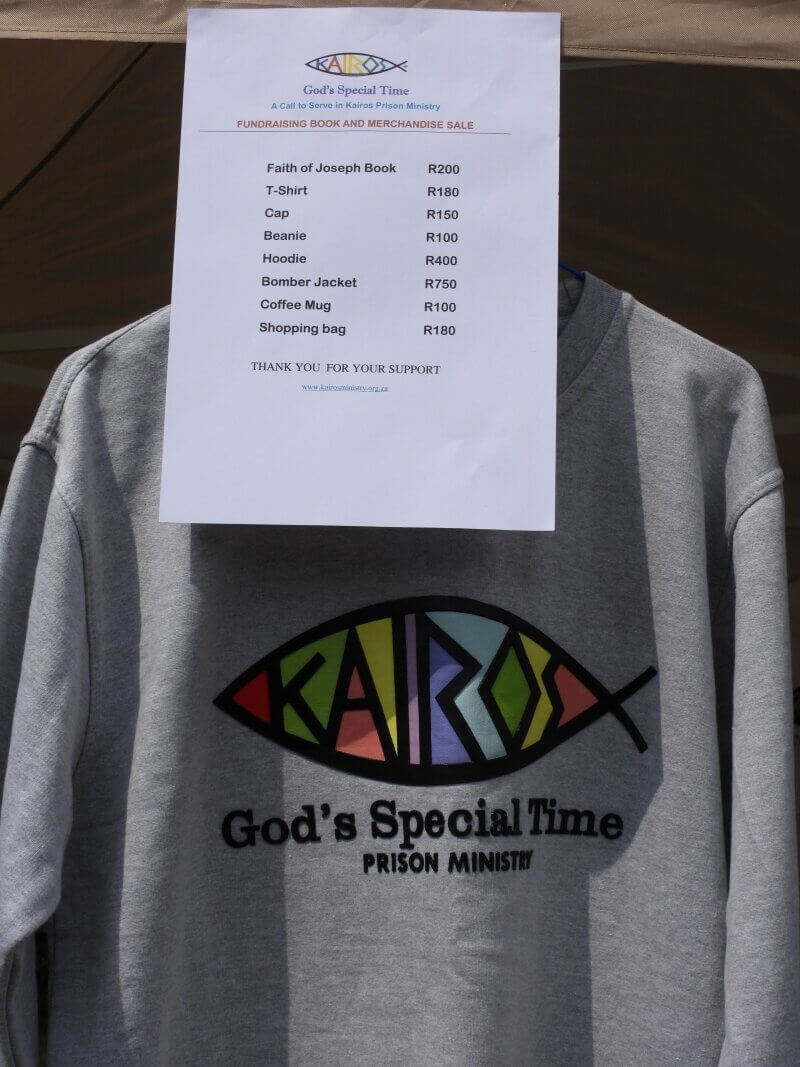 KAIROS
God's Special Time
A Call to Serve in Kairos Prison Ministry
FUNDRAISING BOOK AND MERCHANDISE SALE
Faith of Joseph Book R200
T-Shirt R180
Cap R150
Beanie R100
Hoodie R400
Bomber Jacket R750
Coffee Mug R100
Shopping bag R180
THANK YOU FOR YOUR SUPPORT
www.kairosministry.org.za
KAIROS
God's Special Time
PRISON MINISTRY